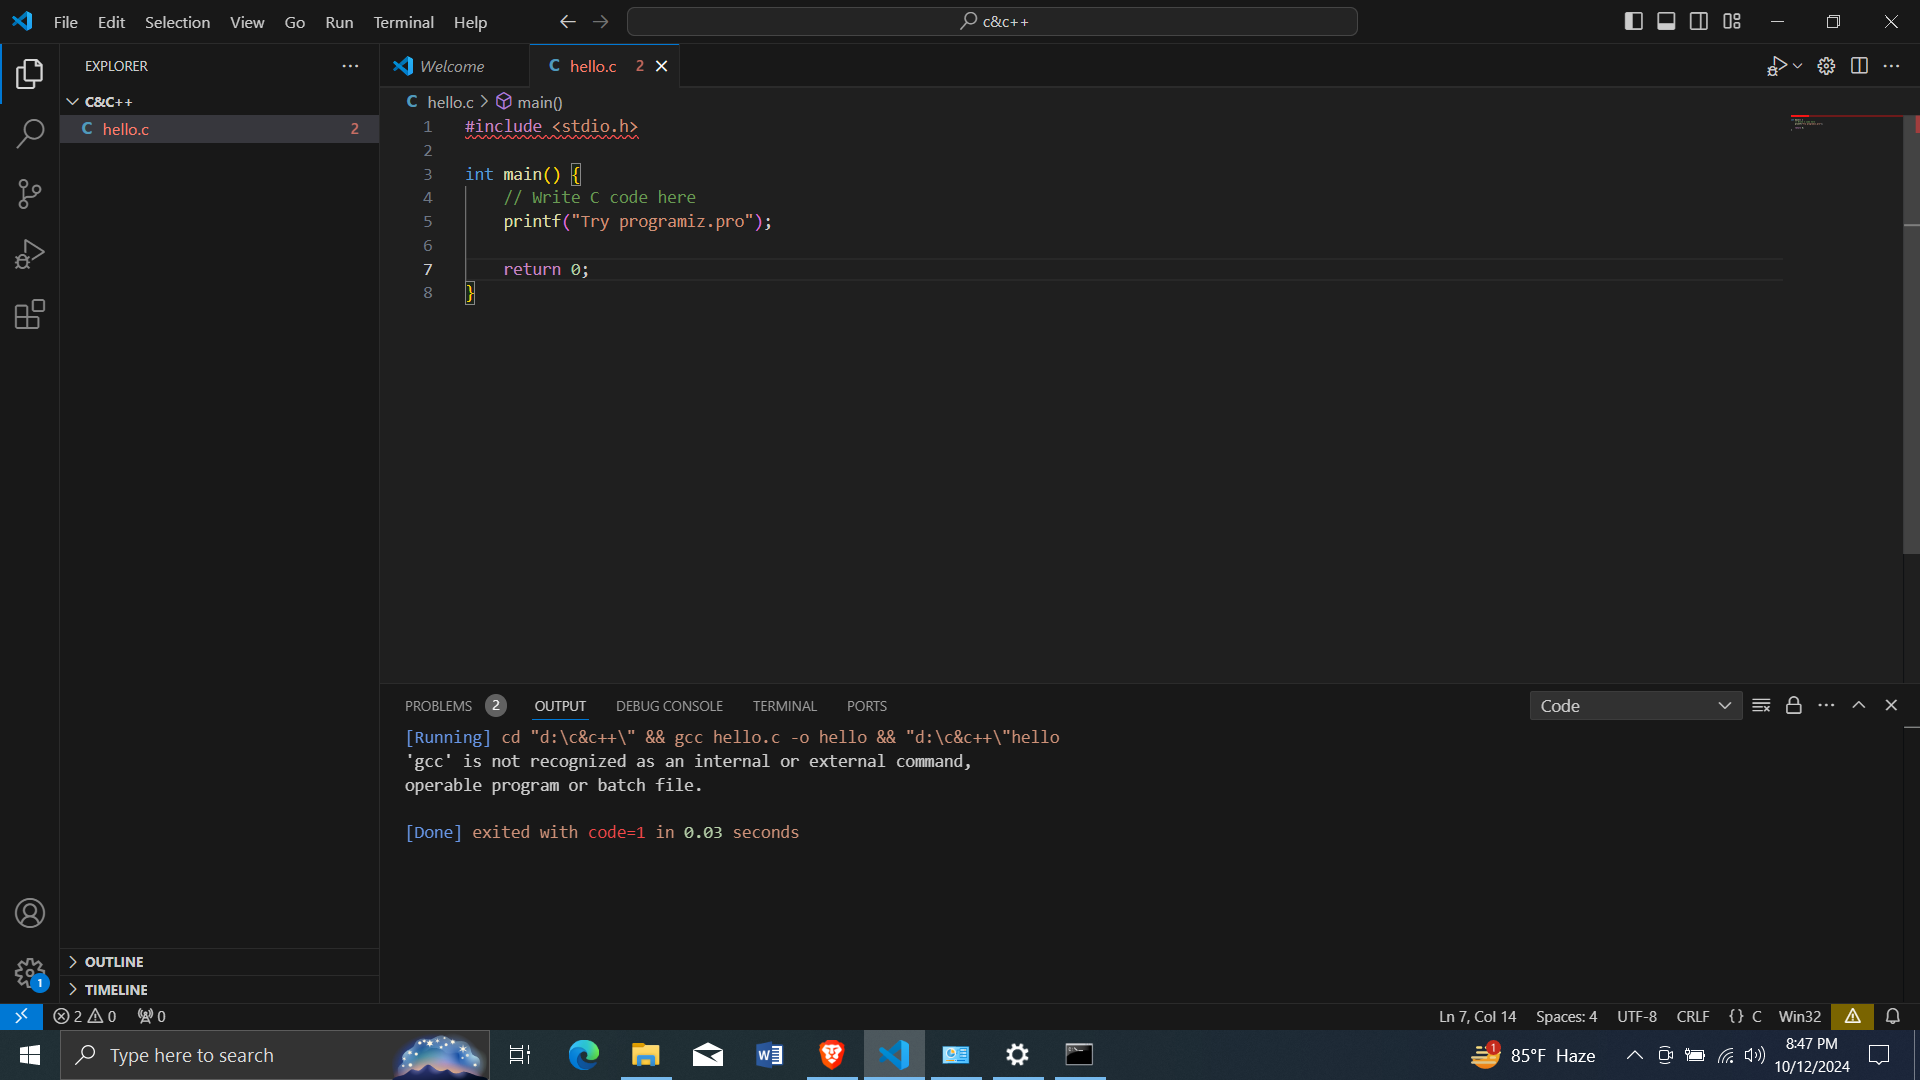 File Edit Selection View Go Run Terminal Help
c&c++
EXPLORER
C&C++
C hello.c 2
OUTLINE
TIMELINE
Welcome
C hello.c 2
C hello.c > main()
1 #include <stdio.h>
2
3 int main() {
4 // Write C code here
5 printf("Try programiz.pro");
6
7 return 0;
8 }
PROBLEMS 2 OUTPUT DEBUG CONSOLE TERMINAL PORTS
Code
[Running] cd "d:\c&c++\" && gcc hello.c -o hello && "d:\c&c++\"hello
'gcc' is not recognized as an internal or external command,
operable program or batch file.
[Done] exited with code=1 in 0.03 seconds
1
2 0 0
Ln 7, Col 14 Spaces: 4 UTF-8 CRLF {} C Win32
Type here to search
W
1
85°F Haze
8:47 PM
10/12/2024